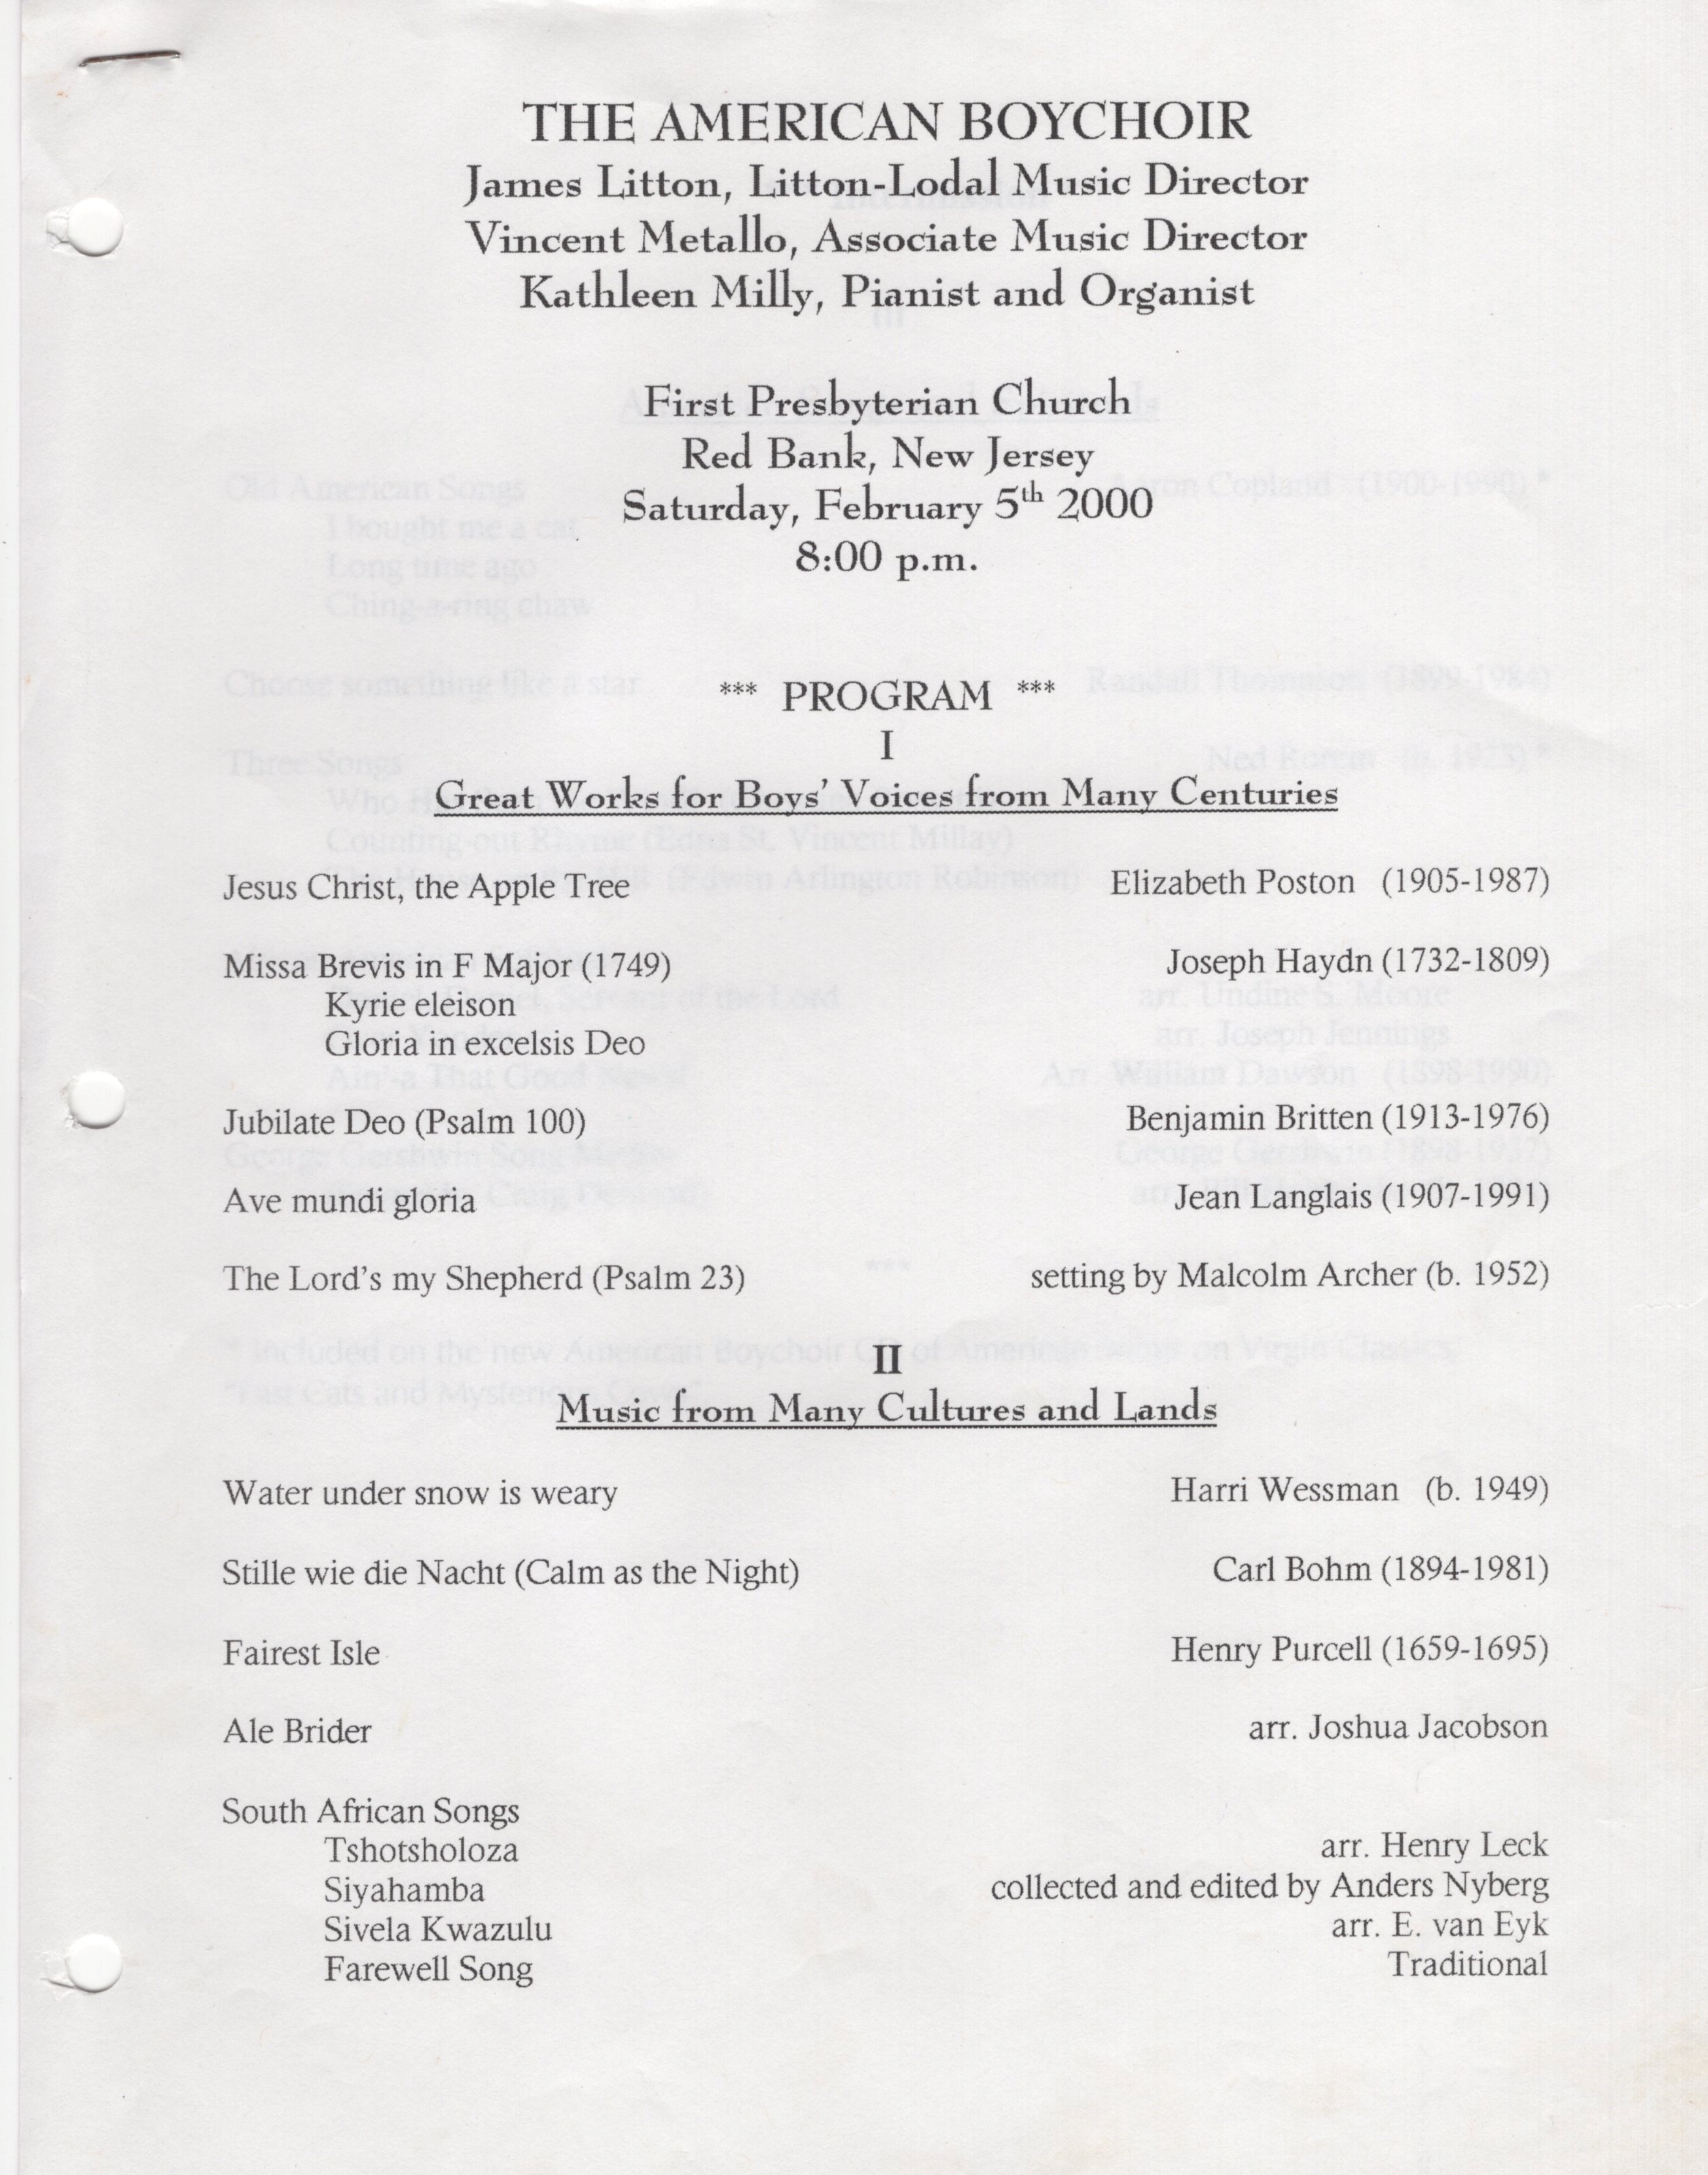 THE AMERICAN BOYCHOIR
James Litton, Litton-Lodal Music Director
Vincent Metallo, Associate Music Director
Kathleen Milly, Pianist and Organist
First Presbyterian Church
Red Bank, New Jersey
Saturday, February 5th 2000
8:00 p.m.
*** PROGRAM ***
I
Great Works for Boys' Voices from Many Centuries
Jesus Christ, the Apple Tree Elizabeth Poston (1905-1987)
Missa Brevis in F Major (1749) Joseph Haydn (1732-1809)
Kyrie eleison
Gloria in excelsis Deo
Jubilate Deo (Psalm 100) Benjamin Britten (1913-1976)
Ave mundi gloria Jean Langlais (1907-1991)
The Lord's my Shepherd (Psalm 23) setting by Malcolm Archer (b. 1952)
II
Music from Many Cultures and Lands
Water under snow is weary Harri Wessman (b. 1949)
Stille wie die Nacht (Calm as the Night) Carl Bohm (1894-1981)
Fairest Isle Henry Purcell (1659-1695)
Ale Brider arr. Joshua Jacobson
South African Songs
Tshotsholoza arr. Henry Leck
Siyahamba collected and edited by Anders Nyberg
Sivela Kwazulu arr. E. van Eyk
Farewell Song Traditional